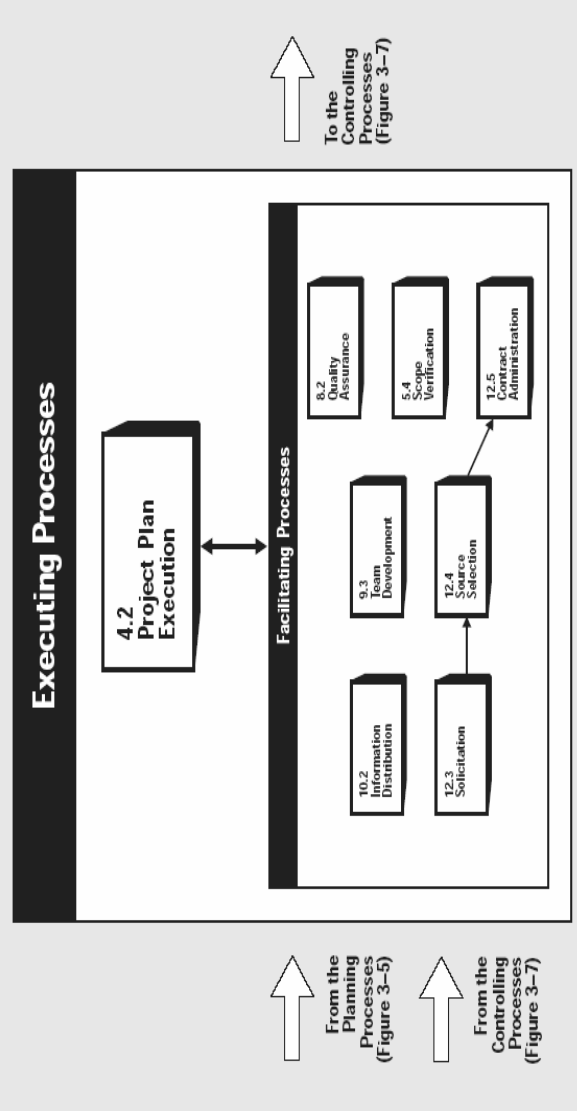 Executing Processes
4.2
Project Plan
Execution
Facilitating Processes
10.2
Information
Distribution
9.3
Team
Development
8.2
Quality
Assurance
5.4
Scope
Verification
12.3
Solicitation
12.4
Source
Selection
12.5
Contract
Administration
From the
Planning
Processes
(Figure 3–5)
From the
Controlling
Processes
(Figure 3–7)
To the
Controlling
Processes
(Figure 3–7)